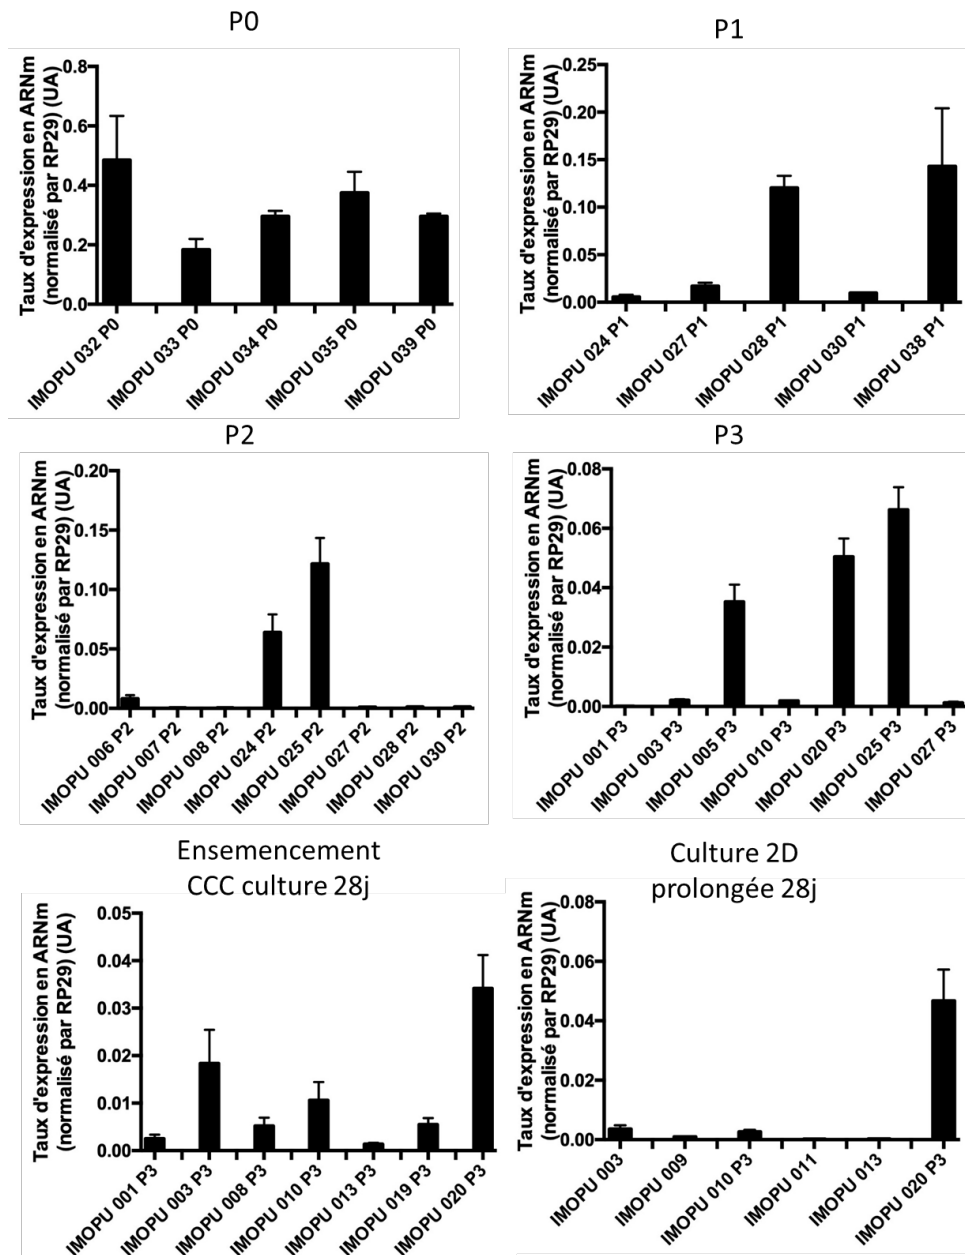 P0
Taux d'expression en ARNm
(normalisé par RP29) (UA)
0.8
0.6
0.4
0.2
0.0
IMOPU 032 P0
IMOPU 033 P0
IMOPU 034 P0
IMOPU 035 P0
IMOPU 039 P0
P1
Taux d'expression en ARNm
(normalisé par RP29) (UA)
0.25
0.20
0.15
0.10
0.05
0.00
IMOPU 024 P1
IMOPU 027 P1
IMOPU 028 P1
IMOPU 030 P1
IMOPU 038 P1
P2
Taux d'expression en ARNm
(normalisé par RP29) (UA)
0.20
0.15
0.10
0.05
0.00
IMOPU 006 P2
IMOPU 007 P2
IMOPU 008 P2
IMOPU 024 P2
IMOPU 025 P2
IMOPU 027 P2
IMOPU 028 P2
IMOPU 030 P2
P3
Taux d'expression en ARNm
(normalisé par RP29) (UA)
0.08
0.06
0.04
0.02
0.00
IMOPU 001 P3
IMOPU 003 P3
IMOPU 005 P3
IMOPU 010 P3
IMOPU 020 P3
IMOPU 025 P3
IMOPU 027 P3
Ensemencement
CCC culture 28j
Taux d'expression en ARNm
(normalisé par RP29) (UA)
0.05
0.04
0.03
0.02
0.01
0.00
IMOPU 001 P3
IMOPU 003 P3
IMOPU 008 P3
IMOPU 010 P3
IMOPU 013 P3
IMOPU 019 P3
IMOPU 020 P3
Culture 2D
prolongée 28j
Taux d'expression en ARNm
(normalisé par RP29) (UA)
0.08
0.06
0.04
0.02
0.00
IMOPU 003
IMOPU 009
IMOPU 010 P3
IMOPU 011
IMOPU 013
IMOPU 020 P3